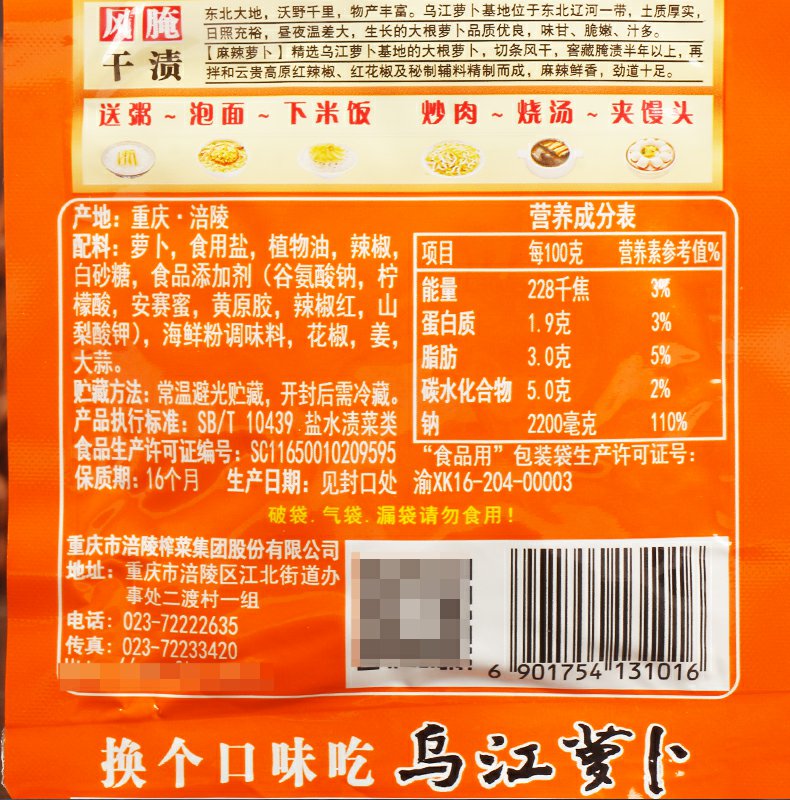 风腌
干渍
东北大地，沃野千里，物产丰富。乌江萝卜基地位于东北辽河一带，土质厚实，
日照充裕，昼夜温差大，生长的大根萝卜品质优良，味甘、脆嫩、汁多。
【麻辣萝卜】精选乌江萝卜基地的大根萝卜，切条风干，窖藏腌渍半年以上，再
拌和云贵高原红辣椒、红花椒及秘制辅料精制而成，麻辣鲜香，劲道十足。
送粥～泡面～下米饭 炒肉～烧汤～夹馒头
产地：重庆·涪陵
配料：萝卜，食用盐，植物油，辣椒，
白砂糖，食品添加剂（谷氨酸钠，柠
檬酸，安赛蜜，黄原胶，辣椒红，山
梨酸钾），海鲜粉调味料，花椒，姜，
大蒜。
贮藏方法：常温避光贮藏，开封后需冷藏。
产品执行标准：SB/T 10439 盐水渍菜类
食品生产许可证编号：SC11650010209595
保质期：16个月 生产日期：见封口处
营养成分表
项目 每100克 营养素参考值%
能量 228千焦 3%
蛋白质 1.9克 3%
脂肪 3.0克 5%
碳水化合物 5.0克 2%
钠 2200毫克 110%
“食品用”包装袋生产许可证号：
渝XK16-204-00003
破袋.气袋.漏袋请勿食用！
重庆市涪陵榨菜集团股份有限公司
地址：重庆市涪陵区江北街道办
事处二渡村一组
电话：023-72222635
传真：023-72233420
6 901754 131016
换个口味吃 乌江萝卜